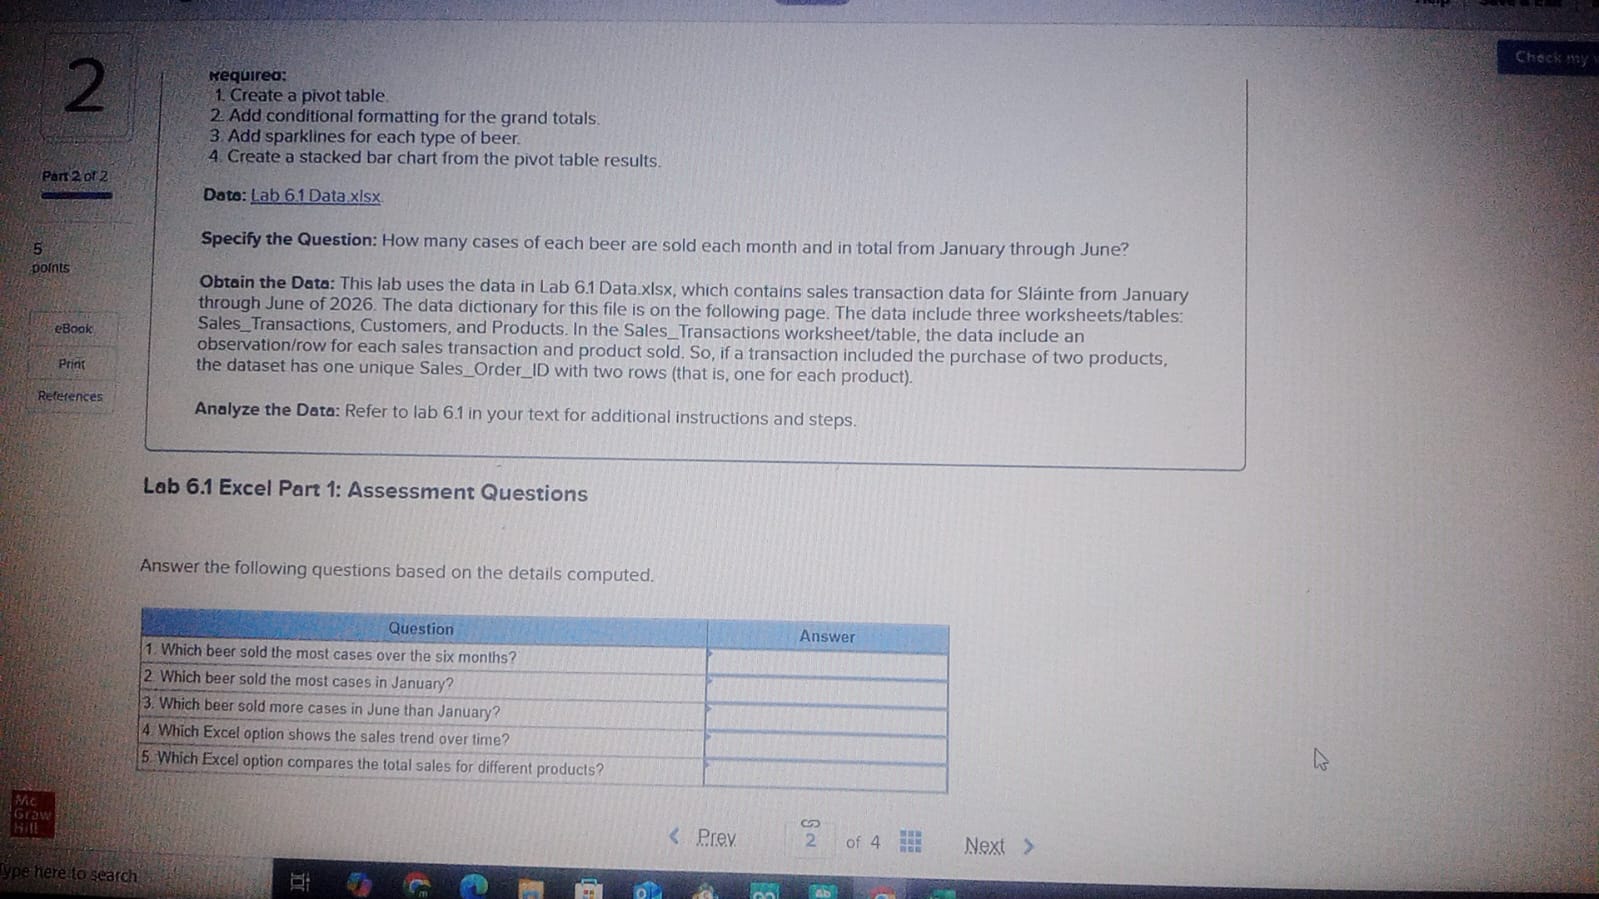 2
Part 2 of 2
5
points
eBook
Print
References
Check my
Required:
1. Create a pivot table.
2. Add conditional formatting for the grand totals.
3. Add sparklines for each type of beer.
4. Create a stacked bar chart from the pivot table results.
Data: Lab 6.1 Data.xlsx.
Specify the Question: How many cases of each beer are sold each month and in total from January through June?
Obtain the Data: This lab uses the data in Lab 6.1 Data.xlsx, which contains sales transaction data for Sláinte from January
through June of 2026. The data dictionary for this file is on the following page. The data include three worksheets/tables:
Sales_Transactions, Customers, and Products. In the Sales_Transactions worksheet/table, the data include an
observation/row for each sales transaction and product sold. So, if a transaction included the purchase of two products,
the dataset has one unique Sales_Order_ID with two rows (that is, one for each product).
Analyze the Data: Refer to lab 6.1 in your text for additional instructions and steps.
Lab 6.1 Excel Part 1: Assessment Questions
Answer the following questions based on the details computed.
Question Answer
1. Which beer sold the most cases over the six months?
2. Which beer sold the most cases in January?
3. Which beer sold more cases in June than January?
4. Which Excel option shows the sales trend over time?
5. Which Excel option compares the total sales for different products?
Mc
Graw
Hill
Prev
2 of 4
Next
ype here to search